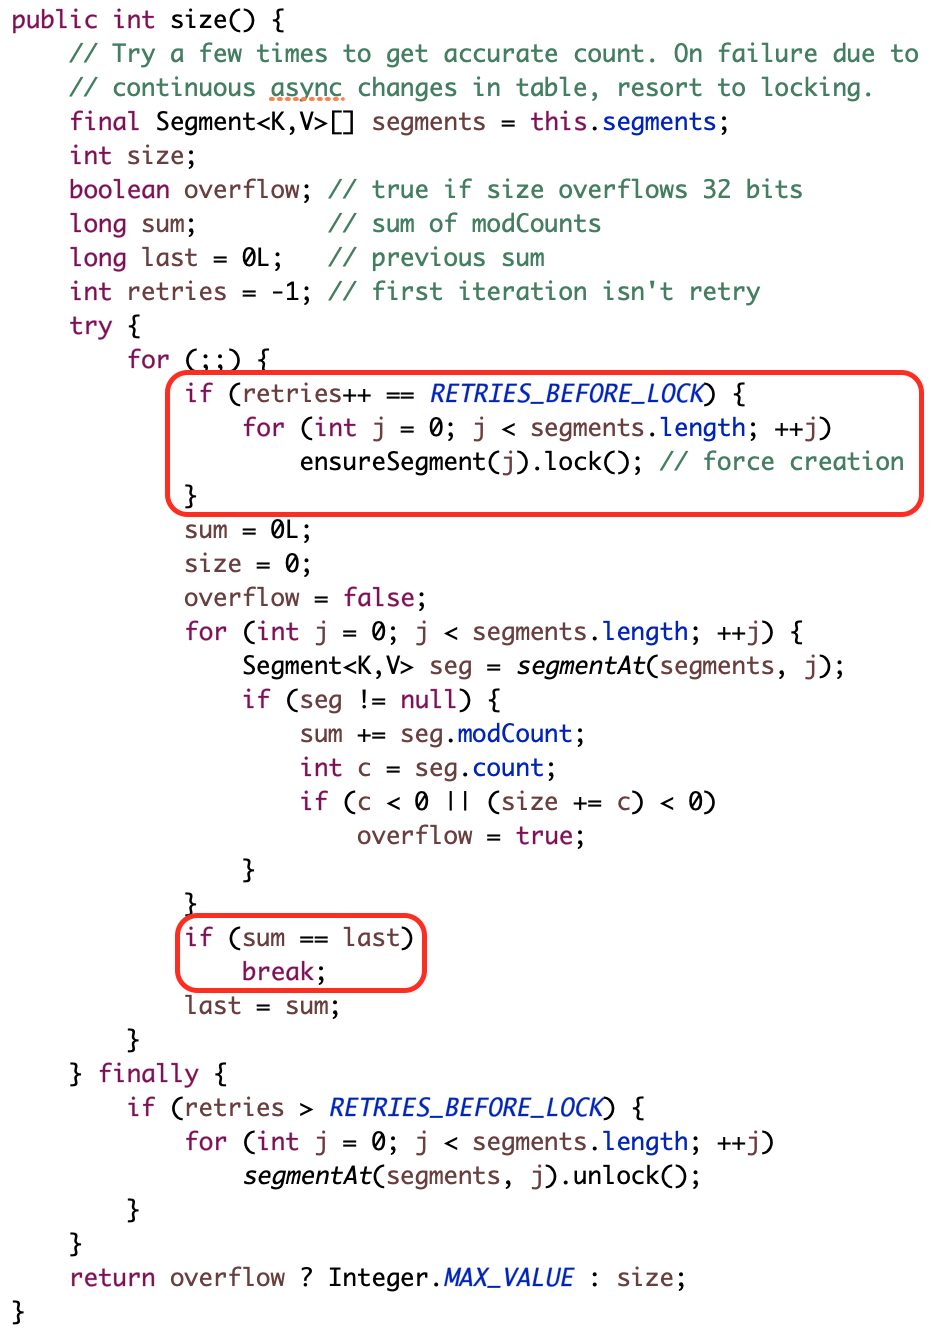 public int size() {
    // Try a few times to get accurate count. On failure due to
    // continuous async changes in table, resort to locking.
    final Segment<K,V>[] segments = this.segments;
    int size;
    boolean overflow; // true if size overflows 32 bits
    long sum;         // sum of modCounts
    long last = 0L;   // previous sum
    int retries = -1; // first iteration isn't retry
    try {
        for (;;) {
            if (retries++ == RETRIES_BEFORE_LOCK) {
                for (int j = 0; j < segments.length; ++j)
                    ensureSegment(j).lock(); // force creation
            }
            sum = 0L;
            size = 0;
            overflow = false;
            for (int j = 0; j < segments.length; ++j) {
                Segment<K,V> seg = segmentAt(segments, j);
                if (seg != null) {
                    sum += seg.modCount;
                    int c = seg.count;
                    if (c < 0 || (size += c) < 0)
                        overflow = true;
                }
            }
            if (sum == last)
                break;
            last = sum;
        }
    } finally {
        if (retries > RETRIES_BEFORE_LOCK) {
            for (int j = 0; j < segments.length; ++j)
                segmentAt(segments, j).unlock();
        }
    }
    return overflow ? Integer.MAX_VALUE : size;
}